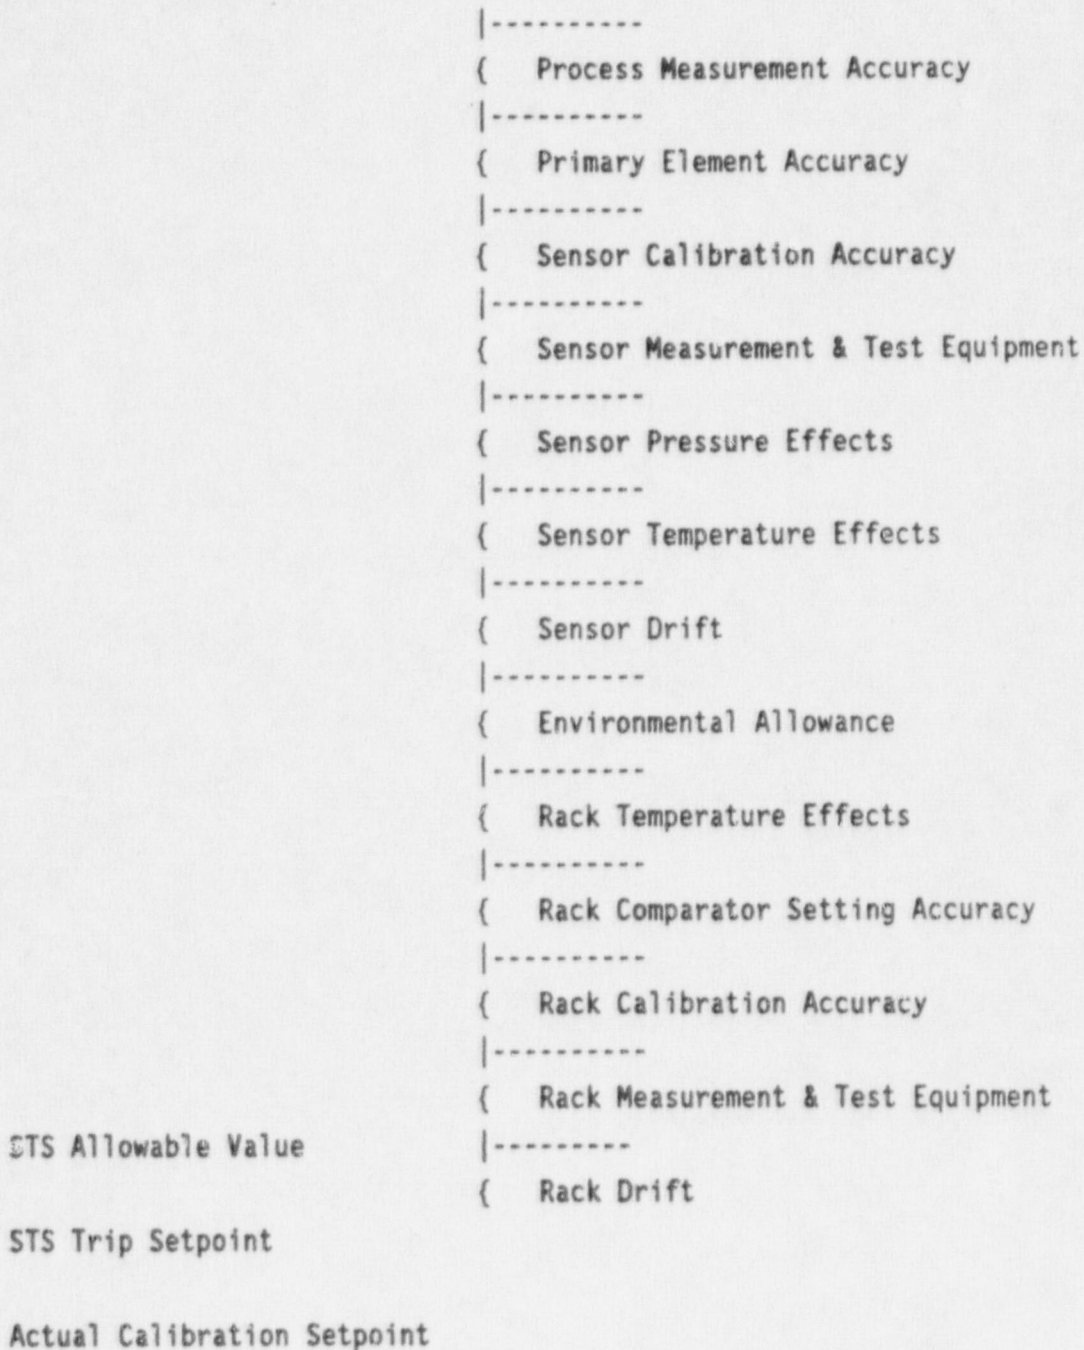 |----------
{ Process Measurement Accuracy
|----------
{ Primary Element Accuracy
|----------
{ Sensor Calibration Accuracy
|----------
{ Sensor Measurement & Test Equipment
|----------
{ Sensor Pressure Effects
|----------
{ Sensor Temperature Effects
|----------
{ Sensor Drift
|----------
{ Environmental Allowance
|----------
{ Rack Temperature Effects
|----------
{ Rack Comparator Setting Accuracy
|----------
{ Rack Calibration Accuracy
|----------
{ Rack Measurement & Test Equipment
STS Allowable Value |---------
{ Rack Drift
STS Trip Setpoint
Actual Calibration Setpoint